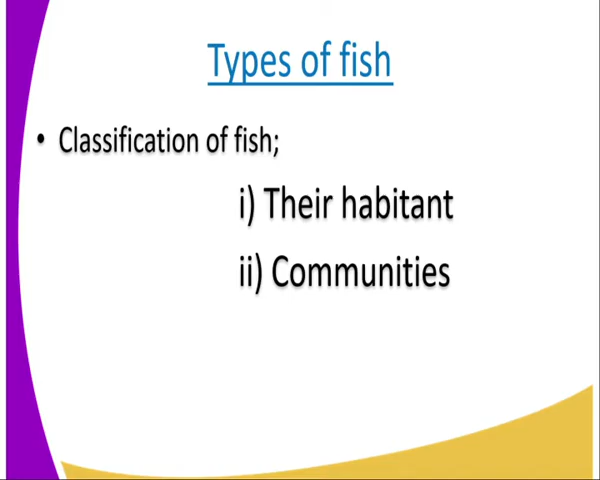 Types of fish
• Classification of fish;
i) Their habitant
ii) Communities